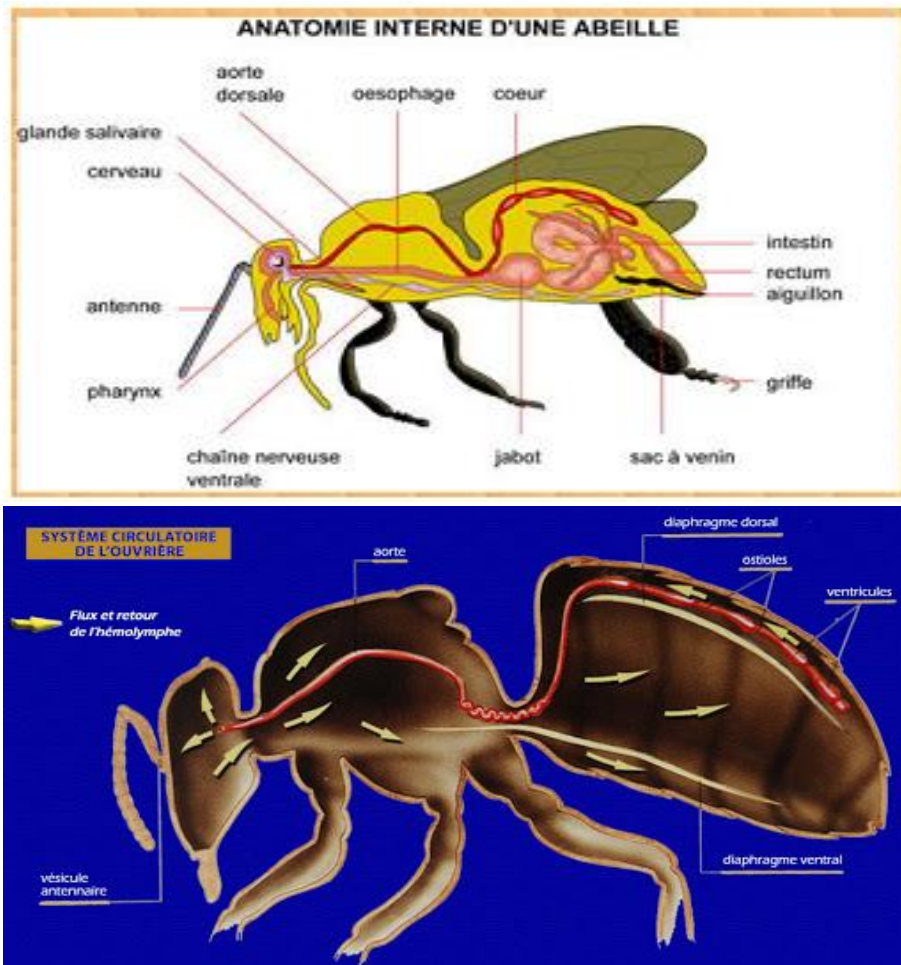 ANATOMIE INTERNE D'UNE ABEILLE
aorte
dorsale
oesophage
coeur
glande salivaire
cerveau
antenne
pharynx
chaîne nerveuse
ventrale
jabot
sac à venin
intestin
rectum
aiguillon
griffe
SYSTÈME CIRCULATOIRE
DE L'OUVRIÈRE
Flux et retour
de l'hémolymphe
aorte
diaphragme dorsal
ostioles
ventricules
vésicule
antennaire
diaphragme ventral